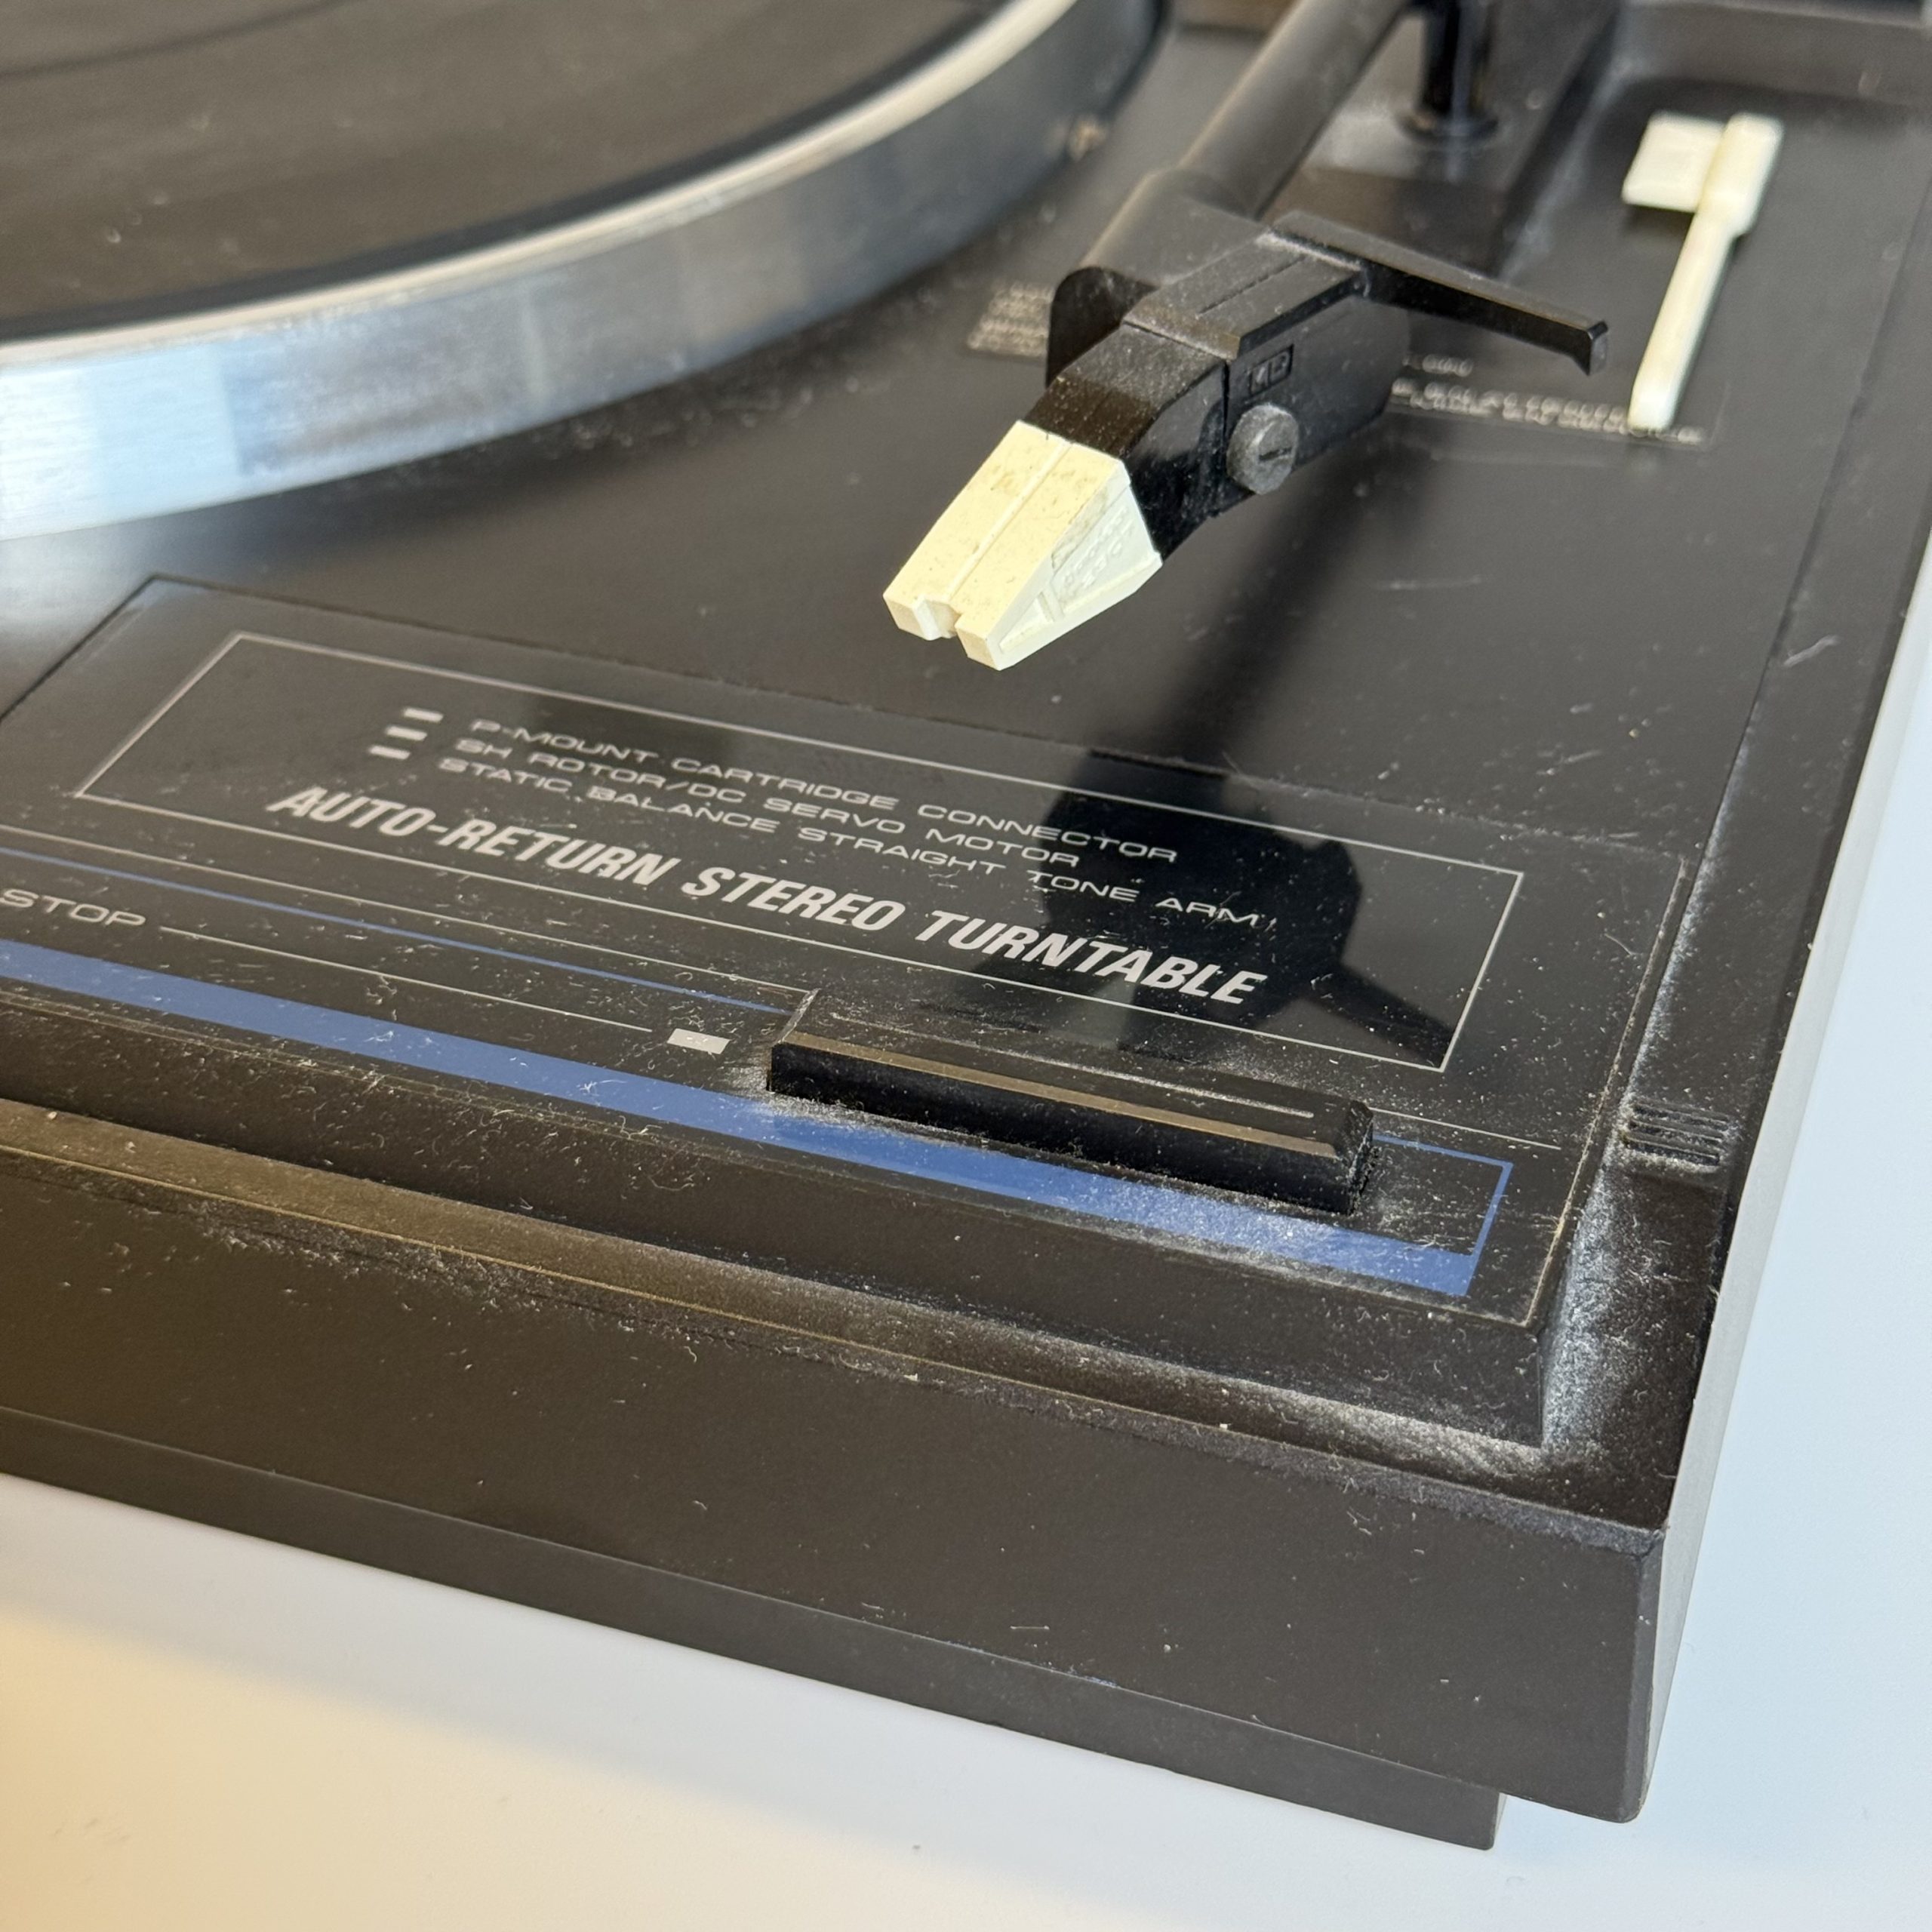 P-MOUNT CARTRIDGE CONNECTOR
SH ROTOR/DC SERVO MOTOR
STATIC BALANCE STRAIGHT TONE ARM
AUTO-RETURN STEREO TURNTABLE
STOP